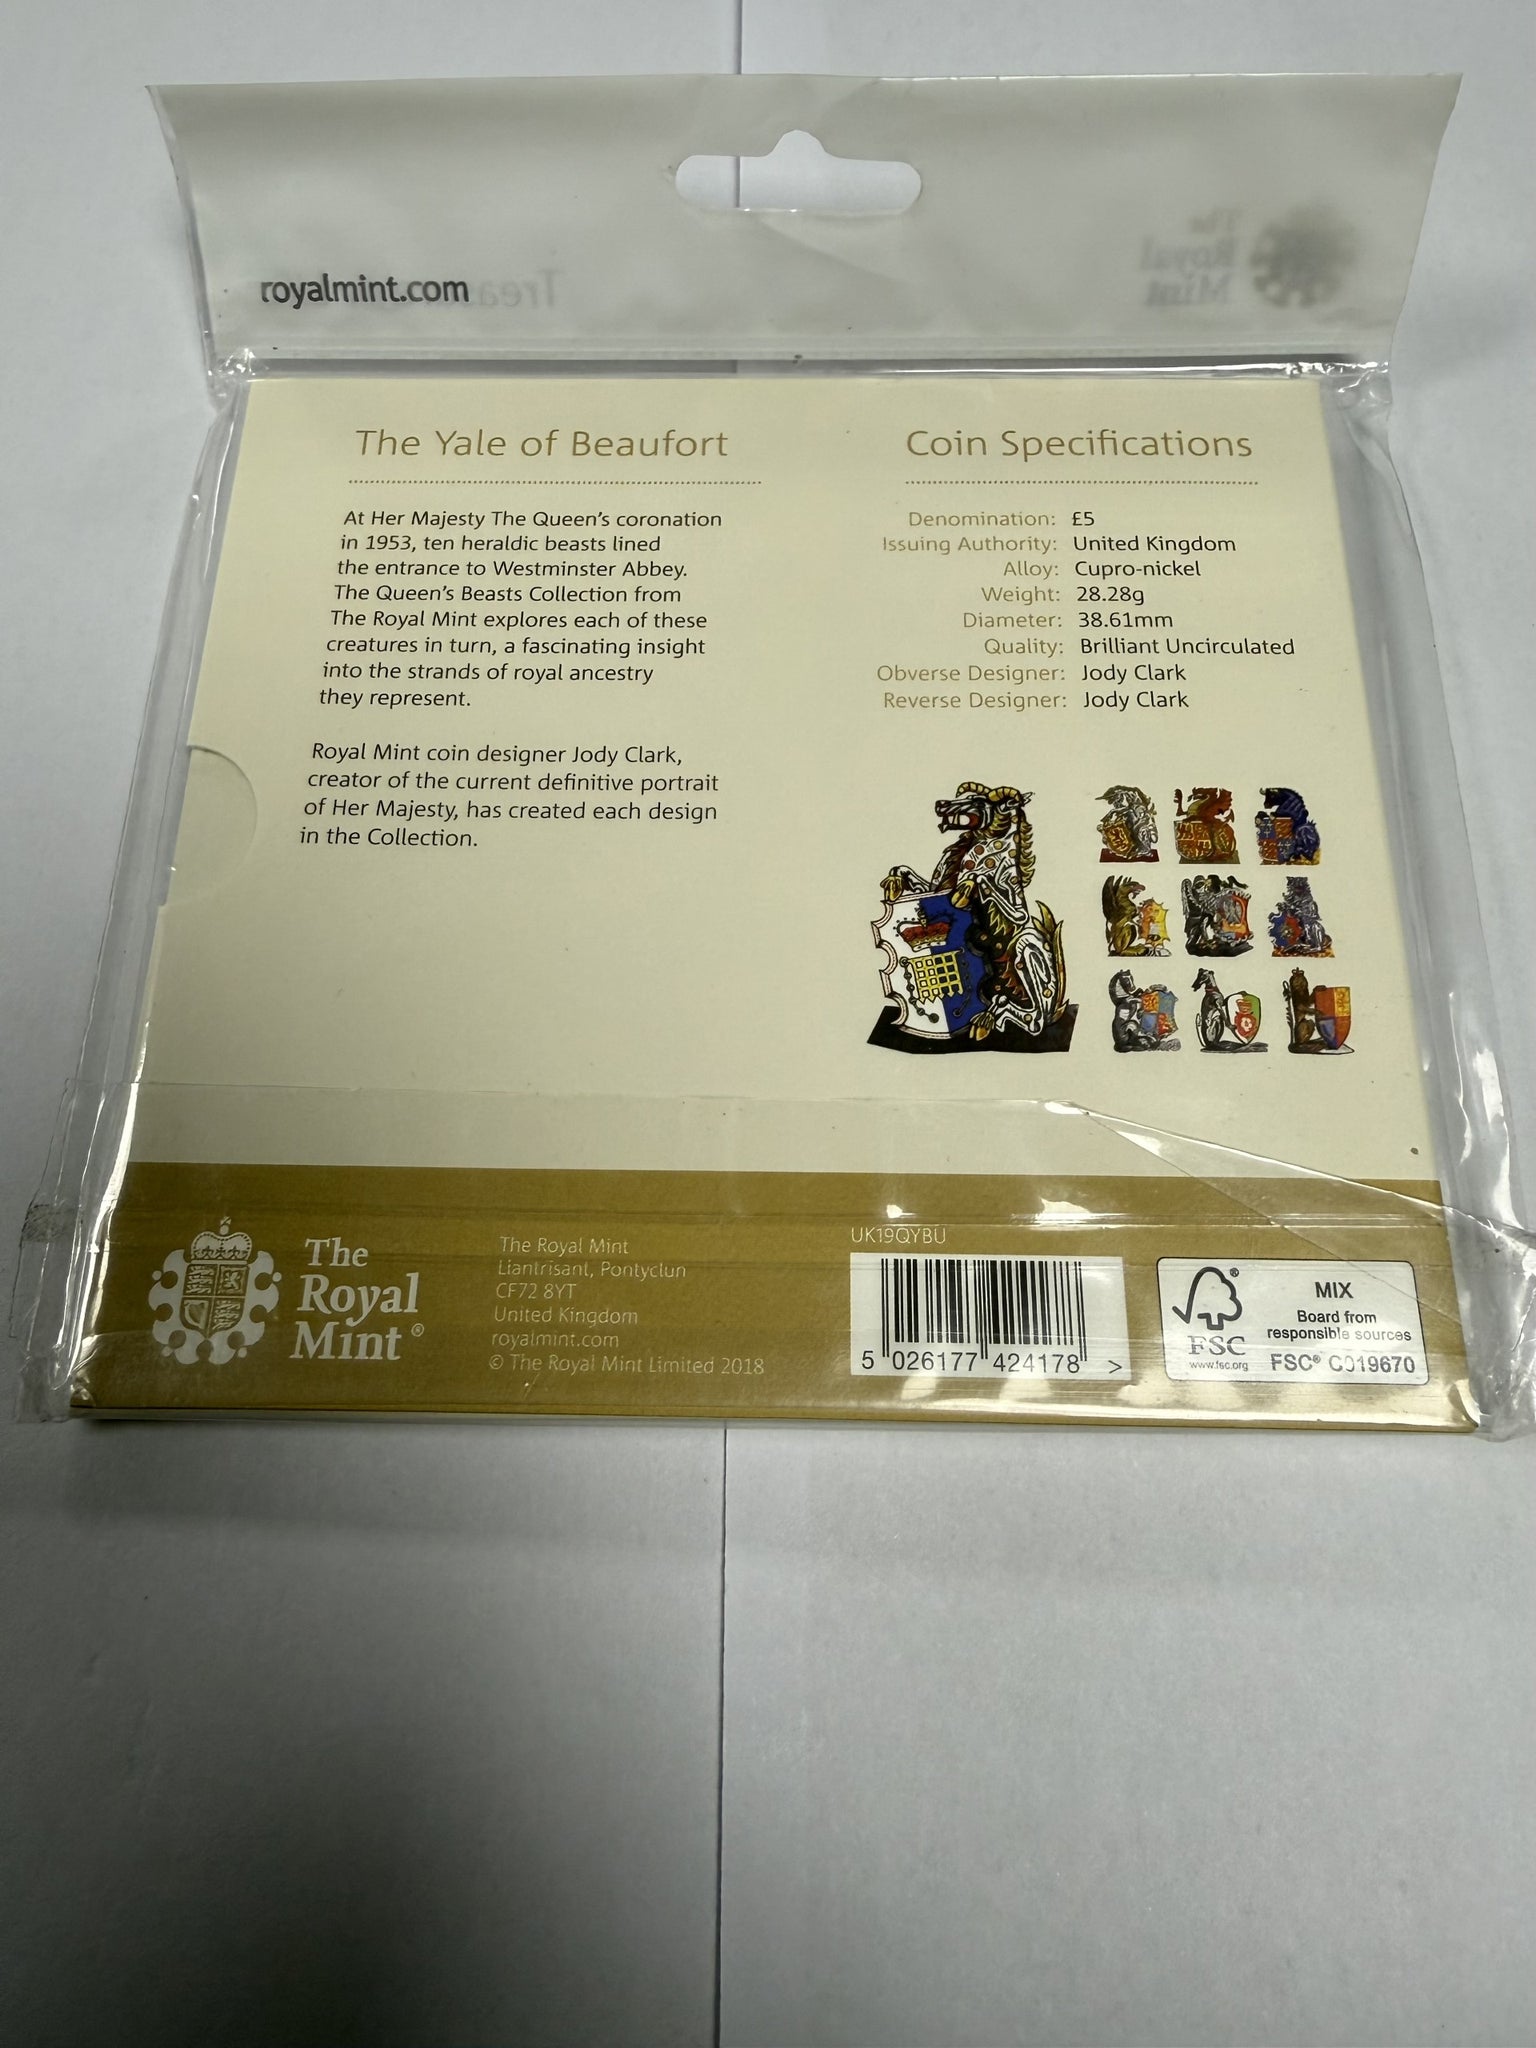 royalmint.com
The Yale of Beaufort
At Her Majesty The Queen's coronation
in 1953, ten heraldic beasts lined
the entrance to Westminster Abbey.
The Queen's Beasts Collection from
The Royal Mint explores each of these
creatures in turn, a fascinating insight
into the strands of royal ancestry
they represent.
Royal Mint coin designer Jody Clark,
creator of the current definitive portrait
of Her Majesty, has created each design
in the Collection.
Coin Specifications
Denomination: £5
Issuing Authority: United Kingdom
Alloy: Cupro-nickel
Weight: 28.28g
Diameter: 38.61mm
Quality: Brilliant Uncirculated
Obverse Designer: Jody Clark
Reverse Designer: Jody Clark
The
Royal
Mint®
The Royal Mint
Llantrisant, Pontyclun
CF72 8YT
United Kingdom
royalmint.com
© The Royal Mint Limited 2018
UK19QYBU
5 026177 424178 >
FSC
www.fsc.org
MIX
Board from
responsible sources
FSC® C019670
The
Royal
Mint